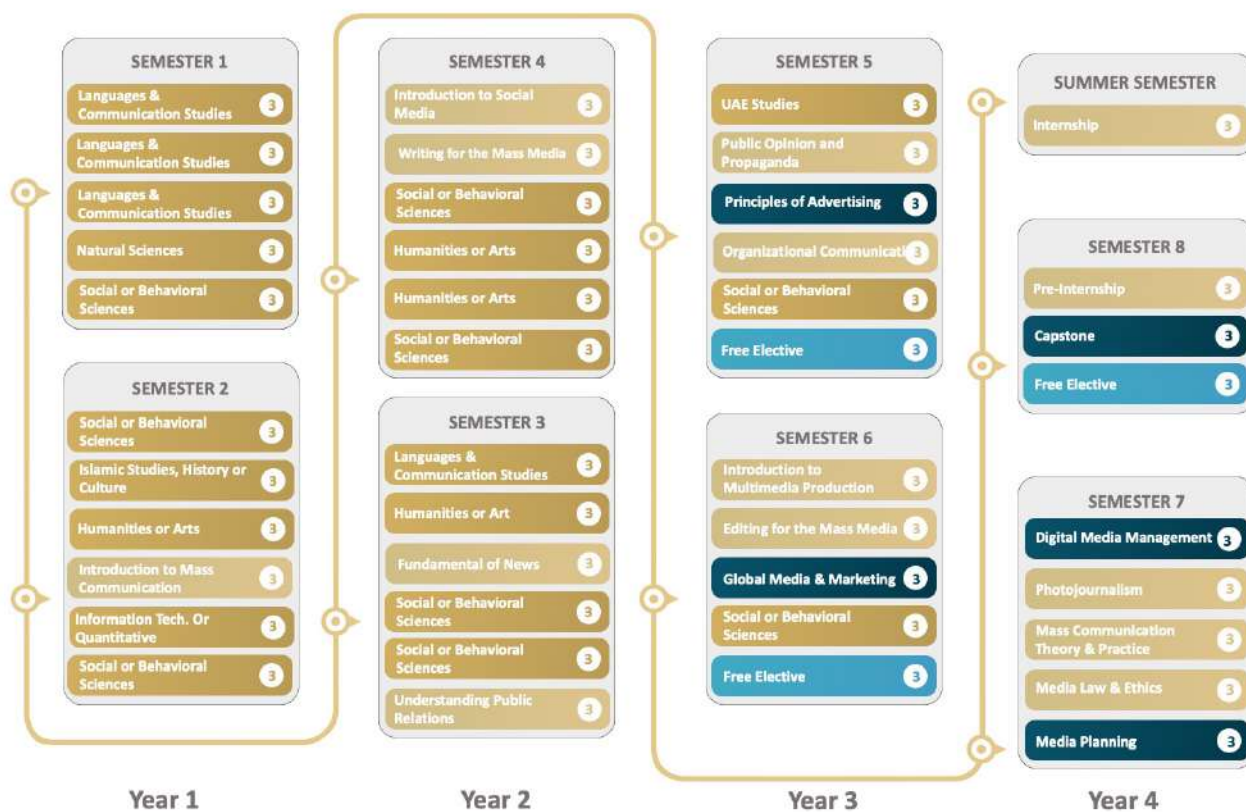 SEMESTER 1
Languages &
Communication Studies
3
Languages &
Communication Studies
3
Languages &
Communication Studies
3
Natural Sciences
3
Social or Behavioral
Sciences
3
SEMESTER 2
Social or Behavioral
Sciences
3
Islamic Studies, History or
Culture
3
Humanities or Arts
3
Introduction to Mass
Communication
3
Information Tech. Or
Quantitative
3
Social or Behavioral
Sciences
3
Year 1
SEMESTER 4
Introduction to Social
Media
3
Writing for the Mass Media
3
Social or Behavioral
Sciences
3
Humanities or Arts
3
Humanities or Arts
3
Social or Behavioral
Sciences
3
SEMESTER 3
Languages &
Communication Studies
3
Humanities or Art
3
Fundamental of News
3
Social or Behavioral
Sciences
3
Social or Behavioral
Sciences
3
Understanding Public
Relations
3
Year 2
SEMESTER 5
UAE Studies
3
Public Opinion and
Propaganda
3
Principles of Advertising
3
Organizational Communicati
3
Social or Behavioral
Sciences
3
Free Elective
3
SEMESTER 6
Introduction to
Multimedia Production
3
Editing for the Mass Media
3
Global Media & Marketing
3
Social or Behavioral
Sciences
3
Free Elective
3
Year 3
SUMMER SEMESTER
Internship
3
SEMESTER 8
Pre-Internship
3
Capstone
3
Free Elective
3
SEMESTER 7
Digital Media Management
3
Photojournalism
3
Mass Communication
Theory & Practice
3
Media Law & Ethics
3
Media Planning
3
Year 4